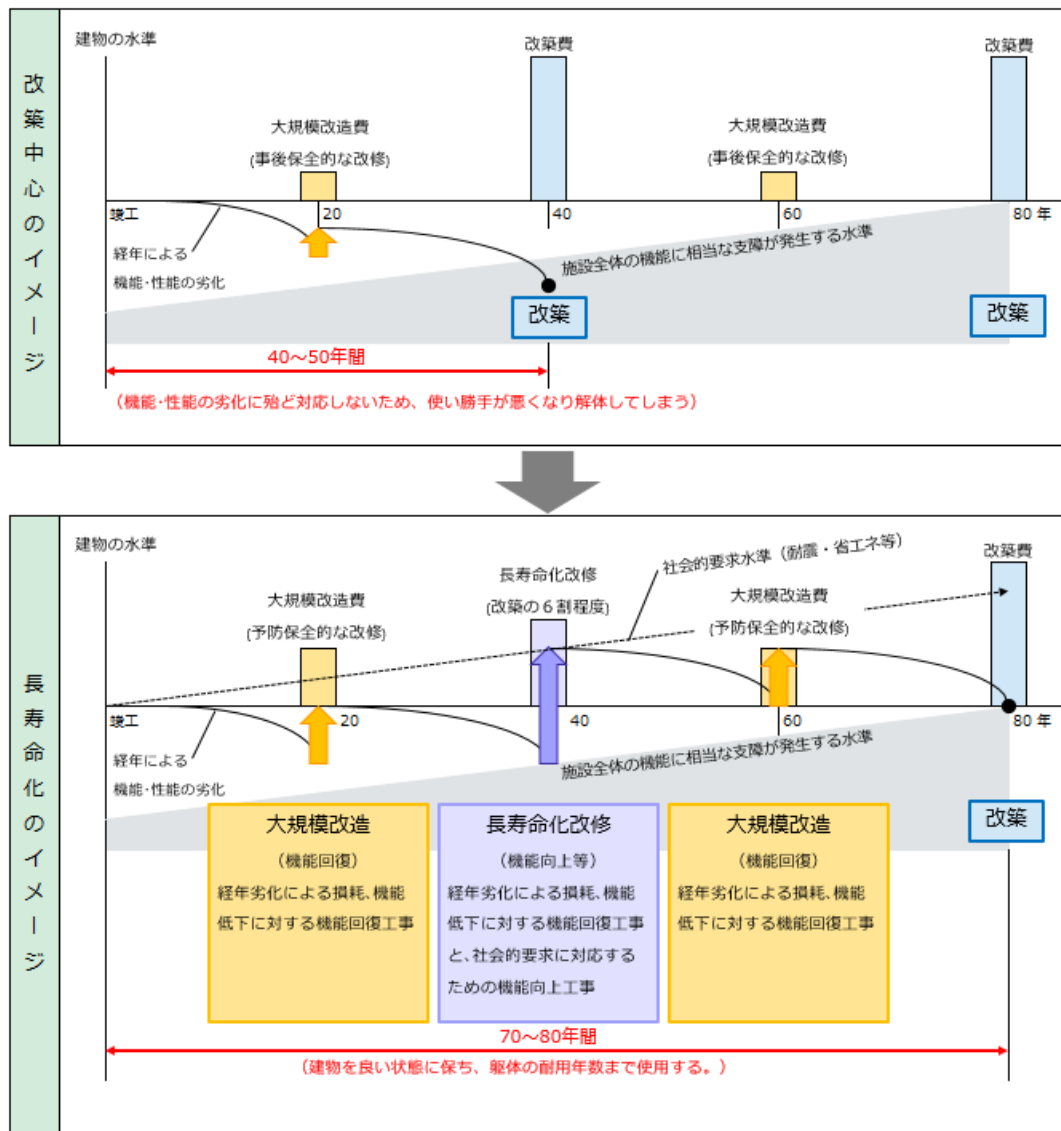 改築中心のイメージ
建物の水準
改築費
改築費
大規模改造費
(事後保全的な改修)
大規模改造費
(事後保全的な改修)
竣工
20
40
60
80 年
経年による
機能・性能の劣化
施設全体の機能に相当な支障が発生する水準
改築
改築
40～50年間
（機能・性能の劣化に殆ど対応しないため、使い勝手が悪くなり解体してしまう）
長寿命化のイメージ
建物の水準
社会的要求水準（耐震・省エネ等）
改築費
長寿命化改修
(改築の６割程度)
大規模改造費
(予防保全的な改修)
大規模改造費
(予防保全的な改修)
竣工
20
40
60
80 年
経年による
機能・性能の劣化
施設全体の機能に相当な支障が発生する水準
大規模改造
（機能回復）
経年劣化による損耗、機能
低下に対する機能回復工事
長寿命化改修
（機能向上等）
経年劣化による損耗、機能
低下に対する機能回復工事
と、社会的要求に対応する
ための機能向上工事
大規模改造
（機能回復）
経年劣化による損耗、機能
低下に対する機能回復工事
改築
70～80年間
（建物を良い状態に保ち、躯体の耐用年数まで使用する。）